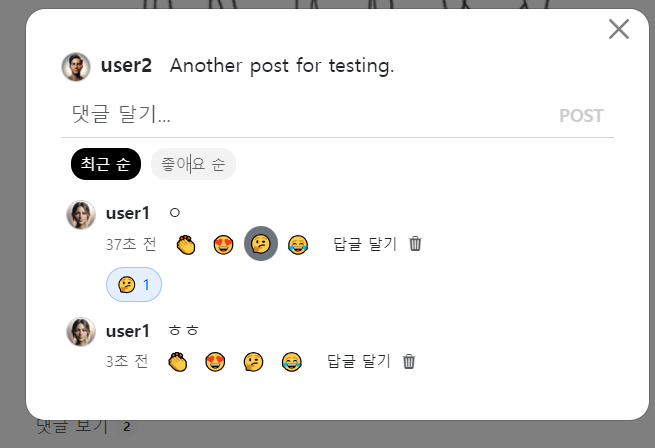 user2 Another post for testing.
댓글 달기... POST
최근 순 좋아요 순
user1 ㅇ
37초 전 👏 😍 🤔 😂 답글 달기
🤔 1
user1 ㅎㅎ
3초 전 👏 😍 🤔 😂 답글 달기
댓글 보기 2